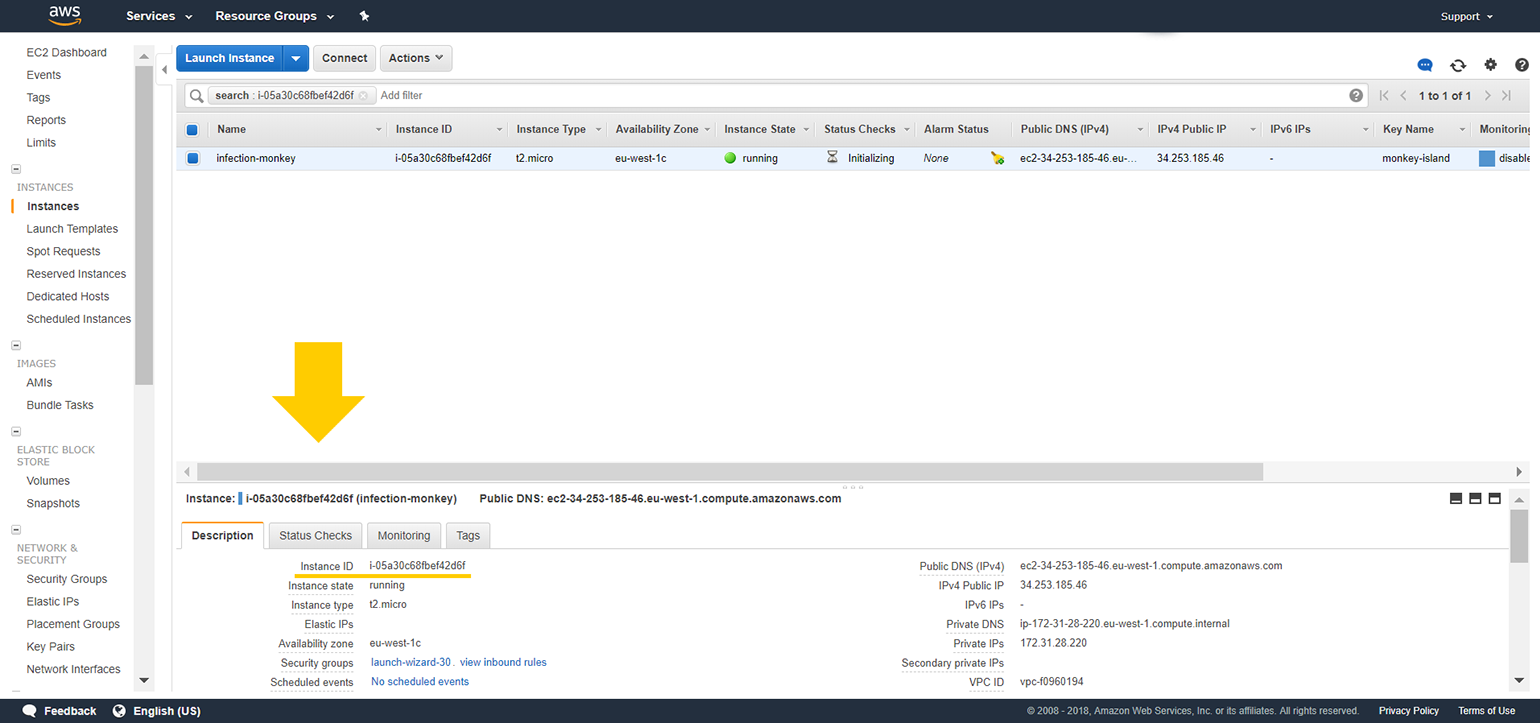 aws Services Resource Groups Support
EC2 Dashboard
Events
Tags
Reports
Limits
INSTANCES
Instances
Launch Templates
Spot Requests
Reserved Instances
Dedicated Hosts
Scheduled Instances
IMAGES
AMIs
Bundle Tasks
ELASTIC BLOCK
STORE
Volumes
Snapshots
NETWORK &
SECURITY
Security Groups
Elastic IPs
Placement Groups
Key Pairs
Network Interfaces
Launch Instance Connect Actions
search : i-05a30c68fbef42d6f Add filter 1 to 1 of 1
Name Instance ID Instance Type Availability Zone Instance State Status Checks Alarm Status Public DNS (IPv4) IPv4 Public IP IPv6 IPs Key Name Monitoring
infection-monkey i-05a30c68fbef42d6f t2.micro eu-west-1c running Initializing None ec2-34-253-185-46.eu-... 34.253.185.46 - monkey-island disable
Instance: i-05a30c68fbef42d6f (infection-monkey) Public DNS: ec2-34-253-185-46.eu-west-1.compute.amazonaws.com
Description Status Checks Monitoring Tags
Instance ID i-05a30c68fbef42d6f
Instance state running
Instance type t2.micro
Elastic IPs
Availability zone eu-west-1c
Security groups launch-wizard-30 . view inbound rules
Scheduled events No scheduled events
Public DNS (IPv4) ec2-34-253-185-46.eu-west-1.compute.amazonaws.com
IPv4 Public IP 34.253.185.46
IPv6 IPs -
Private DNS ip-172-31-28-220.eu-west-1.compute.internal
Private IPs 172.31.28.220
Secondary private IPs
VPC ID vpc-f0960194
Feedback English (US) © 2008 - 2018, Amazon Web Services, Inc. or its affiliates. All rights reserved. Privacy Policy Terms of Use